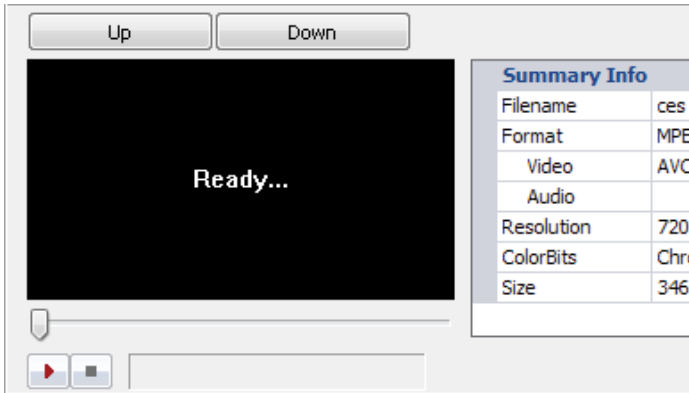 Up Down
Ready...
Summary Info
Filename ces
Format MPE
Video AVC
Audio
Resolution 720
ColorBits Chr
Size 346